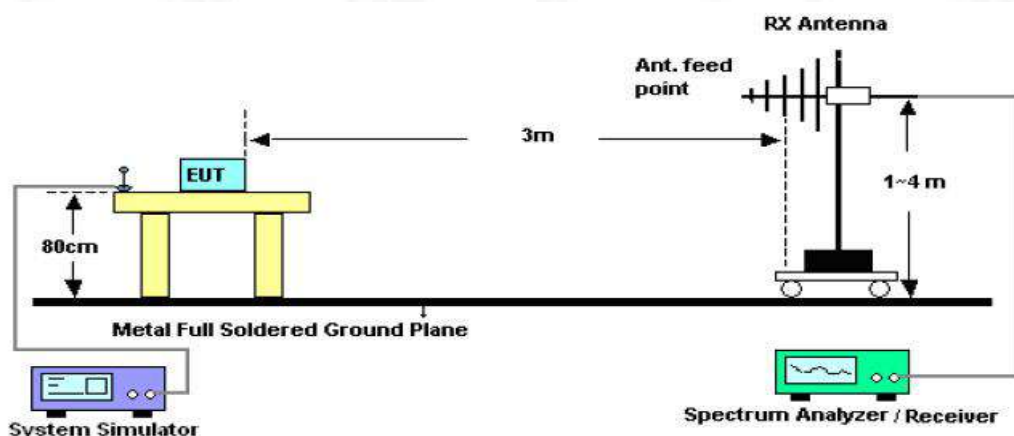 RX Antenna
Ant. feed
point
3m
EUT
1~4 m
80cm
Metal Full Soldered Ground Plane
System Simulator
Spectrum Analyzer / Receiver